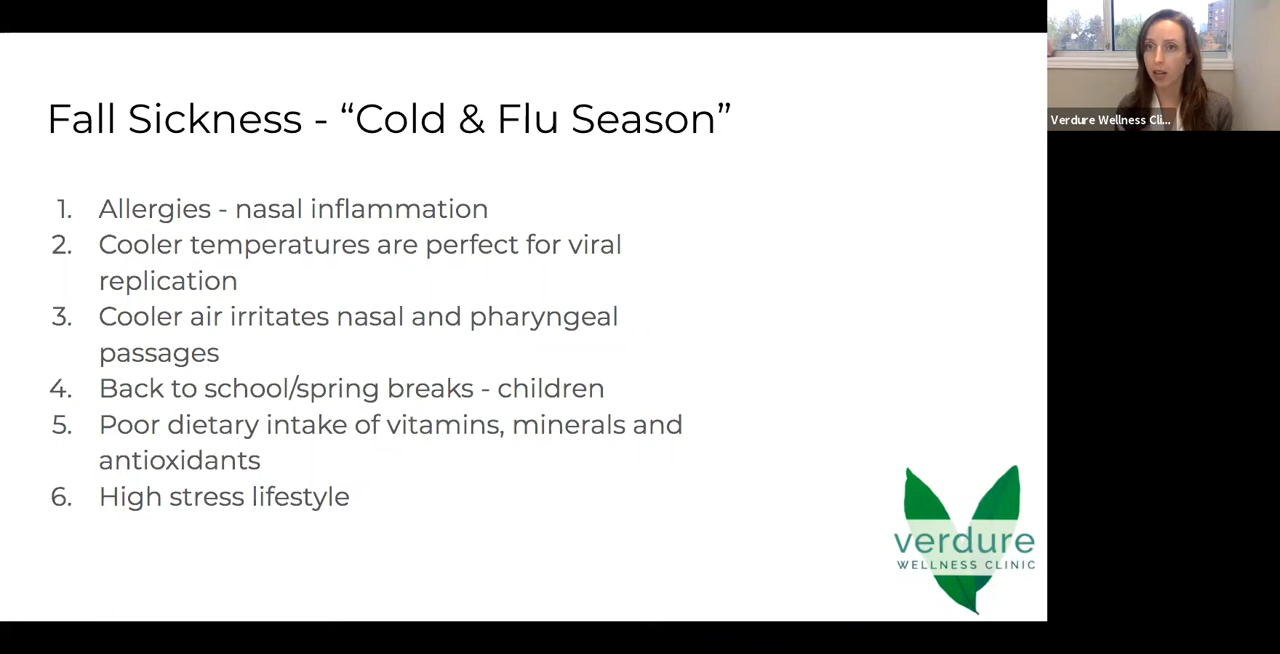 Fall Sickness - “Cold & Flu Season”
1. Allergies - nasal inflammation
2. Cooler temperatures are perfect for viral
replication
3. Cooler air irritates nasal and pharyngeal
passages
4. Back to school/spring breaks - children
5. Poor dietary intake of vitamins, minerals and
antioxidants
6. High stress lifestyle
verdure
WELLNESS CLINIC
Verdure Wellness Cli...